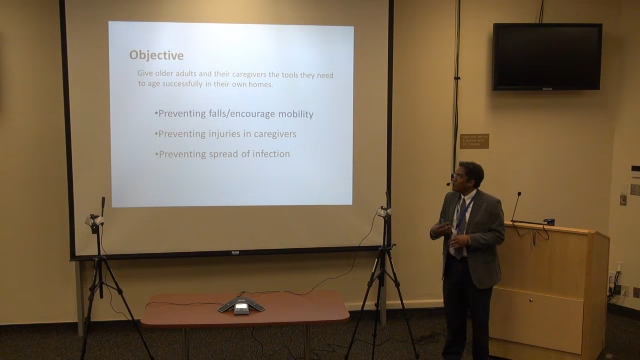 Objective
Give older adults and their caregivers the tools they need
to age successfully in their own homes.
•Preventing falls/encourage mobility
•Preventing injuries in caregivers
•Preventing spread of infection